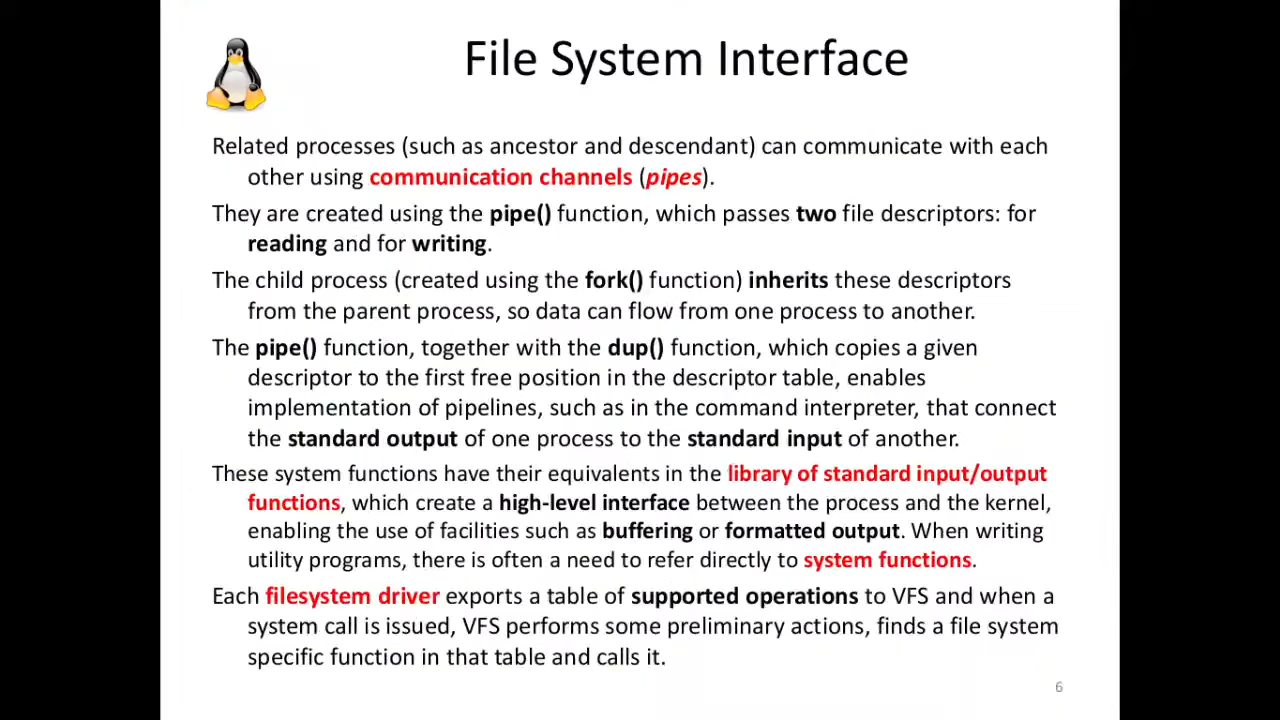 File System Interface
Related processes (such as ancestor and descendant) can communicate with each
other using communication channels (pipes).
They are created using the pipe() function, which passes two file descriptors: for
reading and for writing.
The child process (created using the fork() function) inherits these descriptors
from the parent process, so data can flow from one process to another.
The pipe() function, together with the dup() function, which copies a given
descriptor to the first free position in the descriptor table, enables
implementation of pipelines, such as in the command interpreter, that connect
the standard output of one process to the standard input of another.
These system functions have their equivalents in the library of standard input/output
functions, which create a high-level interface between the process and the kernel,
enabling the use of facilities such as buffering or formatted output. When writing
utility programs, there is often a need to refer directly to system functions.
Each filesystem driver exports a table of supported operations to VFS and when a
system call is issued, VFS performs some preliminary actions, finds a file system
specific function in that table and calls it.
6